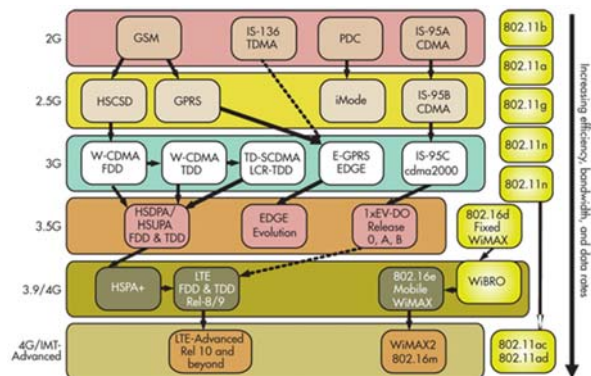 2G
GSM
IS-136
TDMA
PDC
IS-95A
CDMA
802.11b
802.11a
2.5G
HSCSD
GPRS
iMode
IS-95B
CDMA
802.11g
802.11n
3G
W-CDMA
FDD
W-CDMA
TDD
TD-SCDMA
LCR-TDD
E-GPRS
EDGE
IS-95C
cdma2000
802.11n
3.5G
HSDPA/
HSUPA
FDD & TDD
EDGE
Evolution
1xEV-DO
Release
0, A, B
802.16d
Fixed
WiMAX
3.9/4G
HSPA+
LTE
FDD & TDD
Rel-8/9
802.16e
Mobile
WiMAX
WiBRO
4G/IMT-
Advanced
LTE-Advanced
Rel 10 and
beyond
WiMAX2
802.16m
802.11ac
802.11ad
Increasing efficiency, bandwidth, and data rates